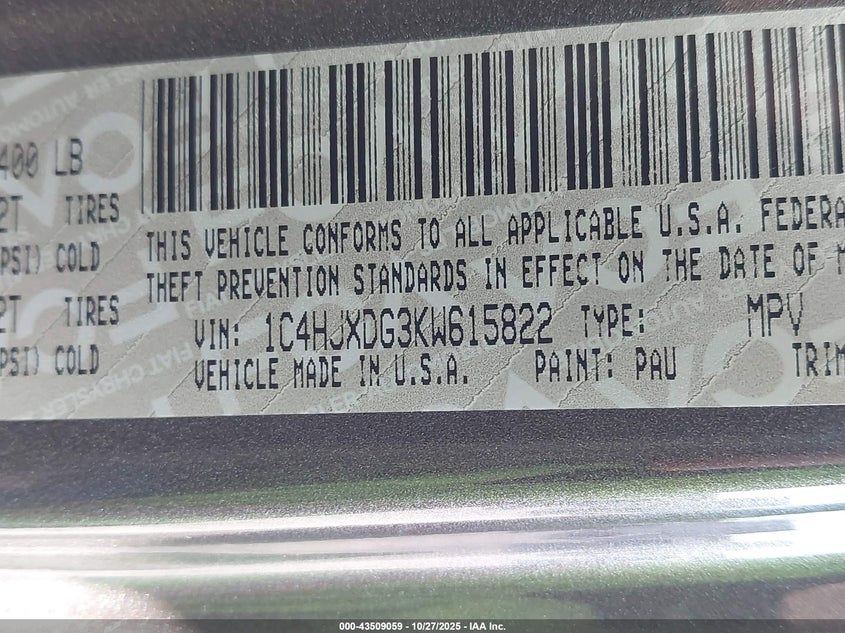 400 LB
2T TIRES
PSI) COLD
2T TIRES
PSI) COLD
THIS VEHICLE CONFORMS TO ALL APPLICABLE U.S.A. FEDERA
THEFT PREVENTION STANDARDS IN EFFECT ON THE DATE OF M
VIN: 1C4HJXDG3KW615822 TYPE: MPV
VEHICLE MADE IN U.S.A. PAINT: PAU TRIM
000-43509059 - 10/27/2025 - IAA Inc.